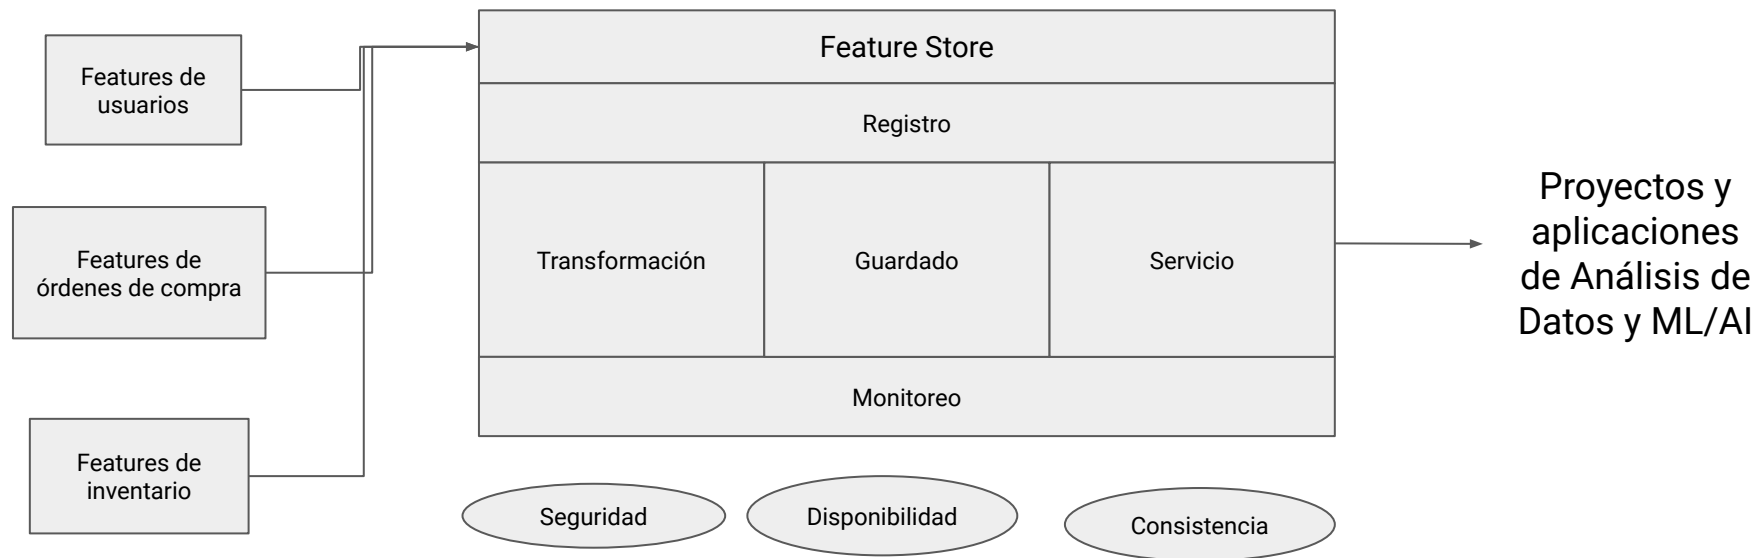 Features de
usuarios
Features de
órdenes de compra
Features de
inventario
Feature Store
Registro
Transformación
Guardado
Servicio
Monitoreo
Seguridad
Disponibilidad
Consistencia
Proyectos y
aplicaciones
de Análisis de
Datos y ML/AI